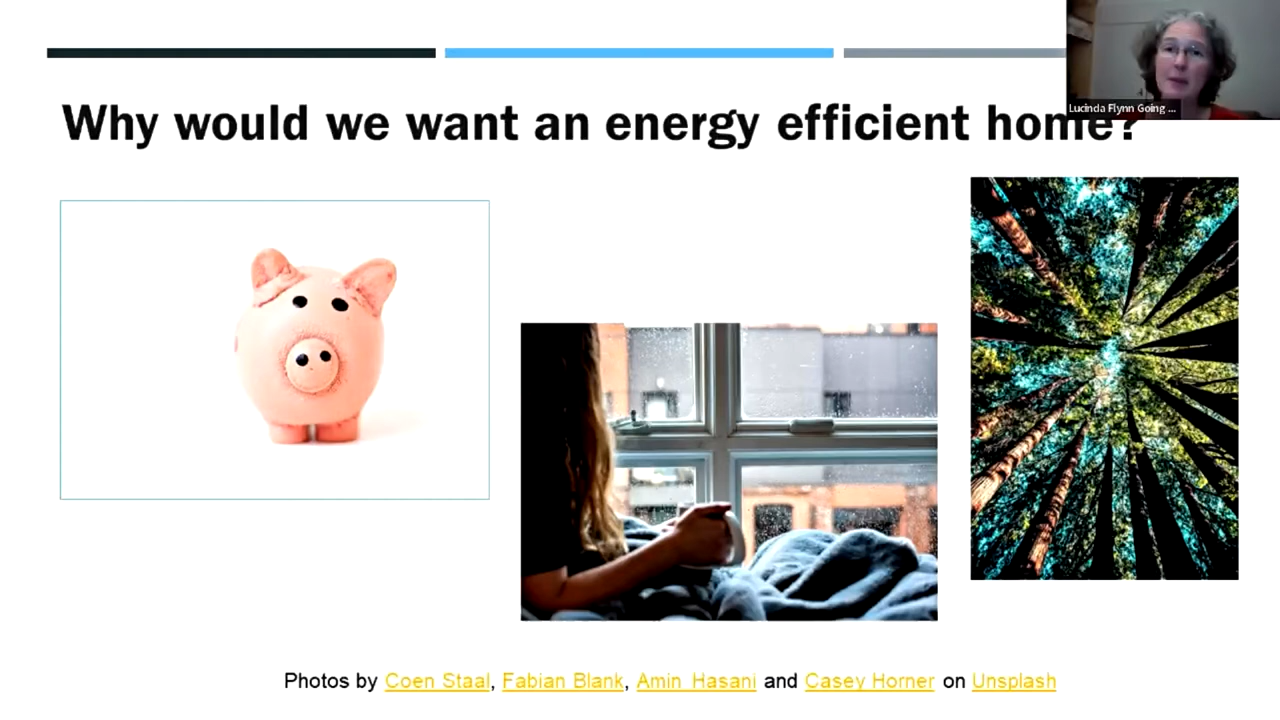 Why would we want an energy efficient home?
Lucinda Flynn Going ...
Photos by Coen Staal, Fabian Blank, Amin Hasani and Casey Horner on Unsplash